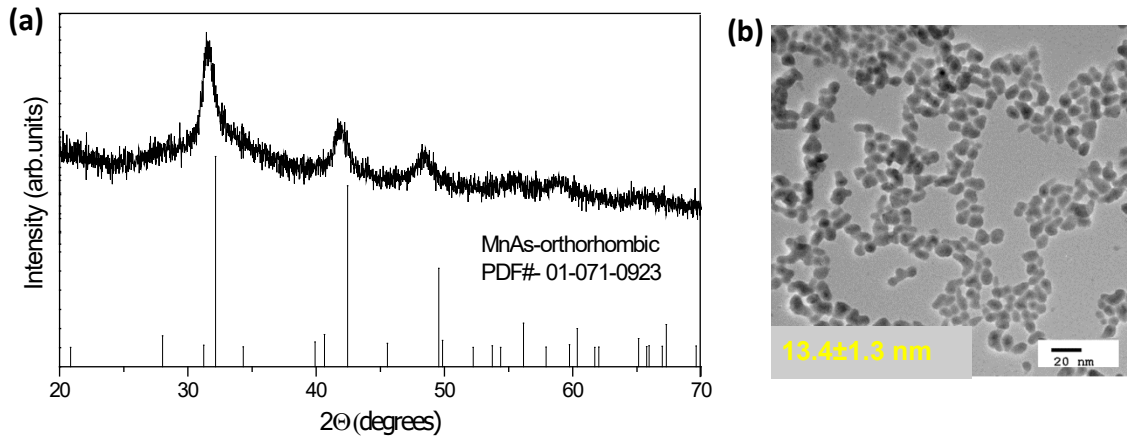 (a)
Intensity (arb.units)
MnAs-orthorhombic
PDF#- 01-071-0923
20 30 40 50 60 70
2Θ (degrees)
(b)
13.4±1.3 nm
20 nm